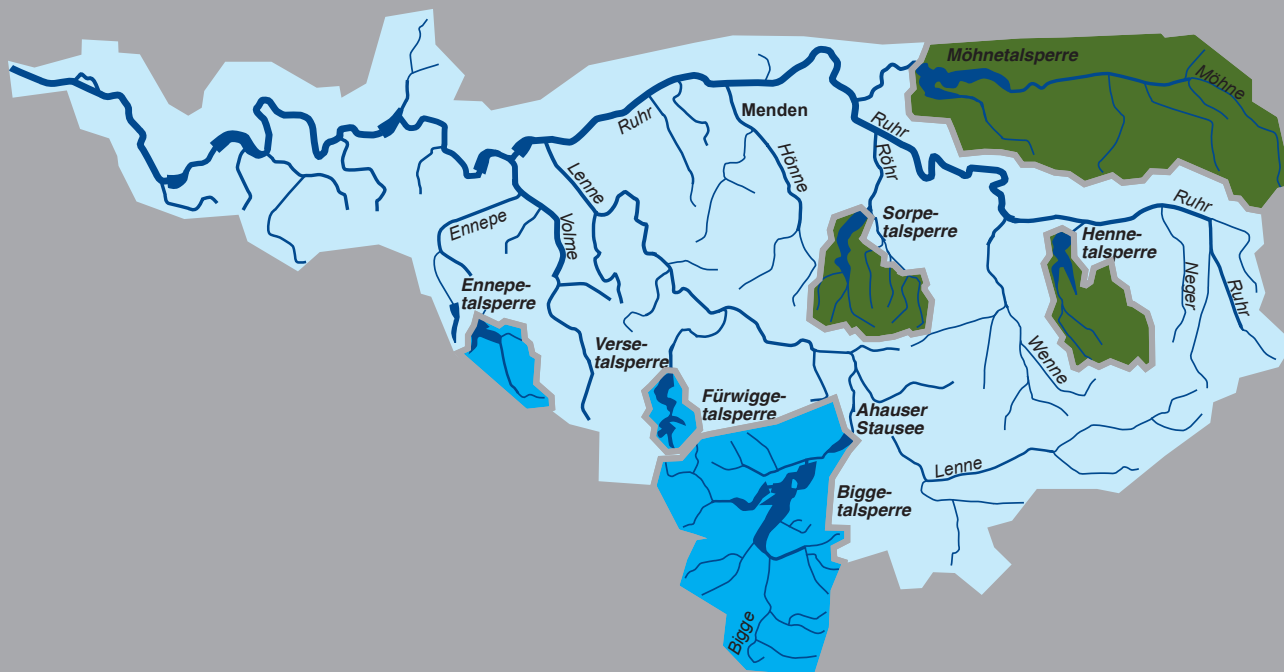 Möhnetalsperre
Möhne
Menden
Ruhr
Ruhr
Röhr
Hönne
Lenne
Ruhr
Sorpe-
talsperre
Henne-
talsperre
Ennepe
Volme
Neger
Ruhr
Ennepe-
talsperre
Verse-
talsperre
Wenne
Fürwigge-
talsperre
Ahauser
Stausee
Lenne
Bigge-
talsperre
Bigge